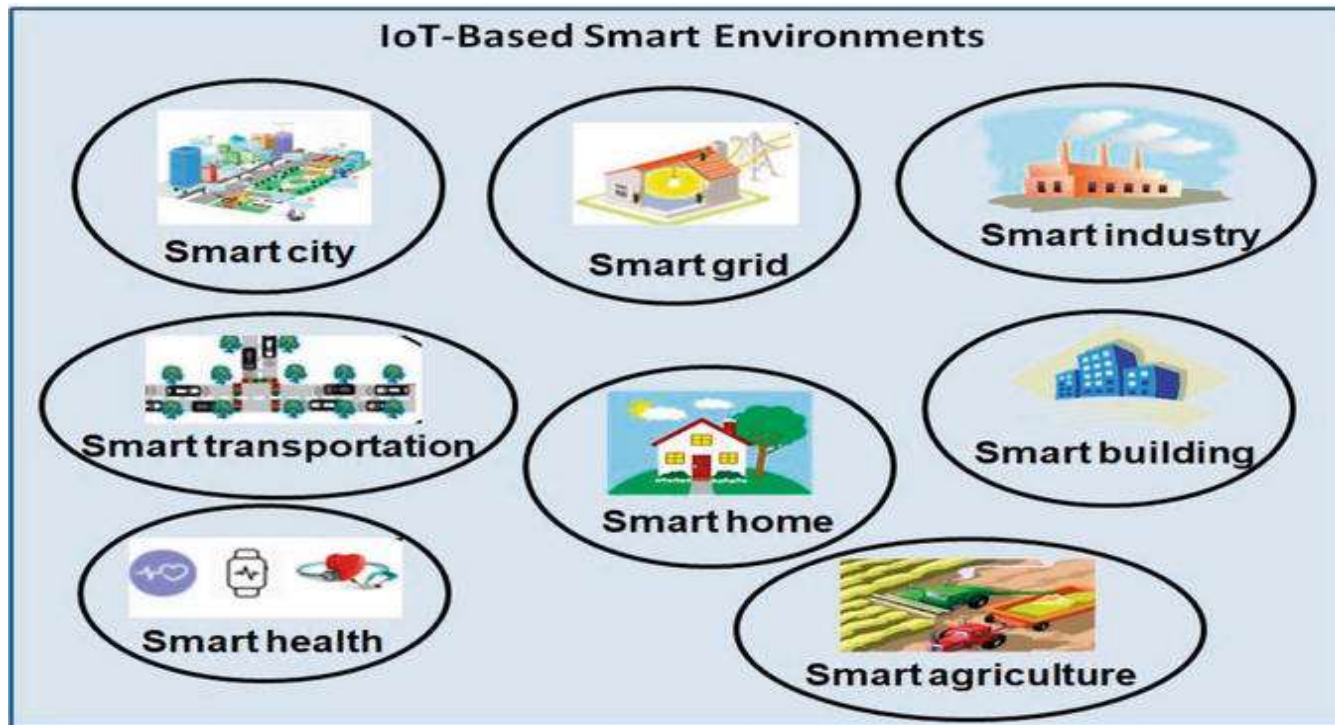 IoT-Based Smart Environments
Smart city
Smart grid
Smart industry
Smart transportation
Smart home
Smart building
Smart health
Smart agriculture